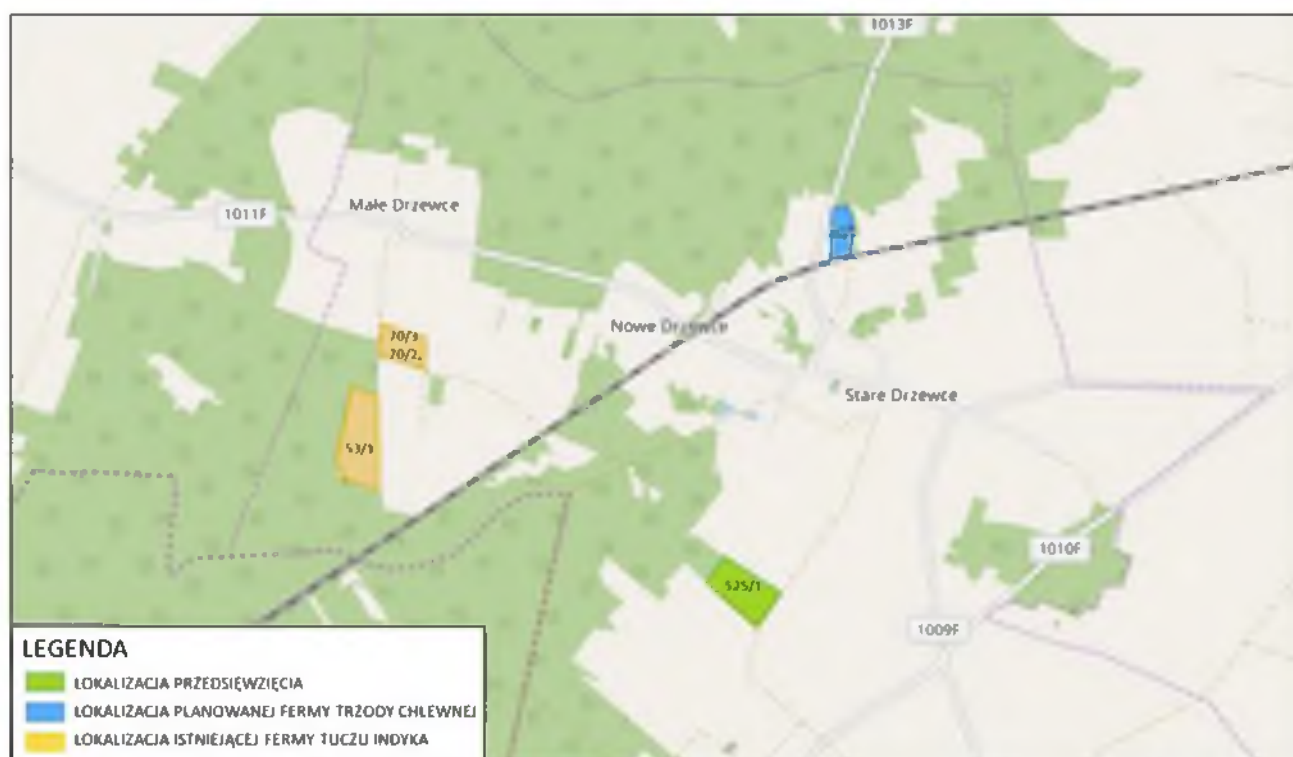 1013F
Małe Drzewce
1011F
Nowe Drzewce
70/3
70/2
Stare Drzewce
53/1
1010F
525/1
1009F
LEGENDA
LOKALIZACJA PRZEDSIĘWZIĘCIA
LOKALIZACJA PLANOWANEJ FERMY TRZODY CHLEWNEJ
LOKALIZACJA ISTNIEJĄCEJ FERMY TUCZU INDYKA